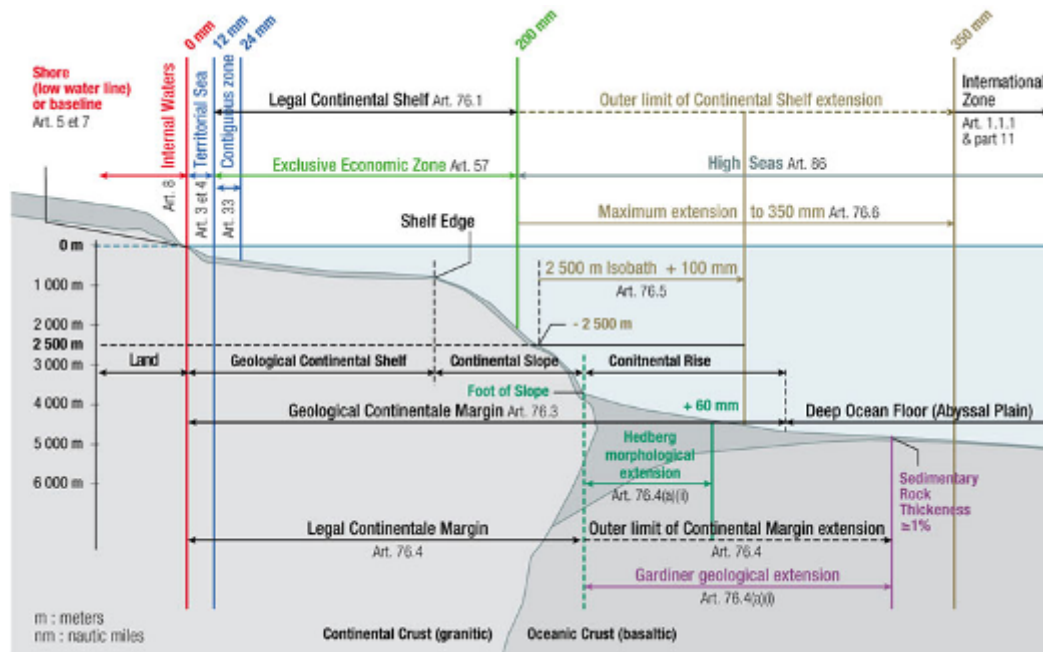 0 mm
12 mm
24 mm
200 mm
350 mm
Shore
(low water line)
or baseline
Art. 5 et 7
Internal Waters
Art. 8
Territorial Sea
Art. 3 et 4
Contiguous zone
Art. 33
Legal Continental Shelf Art. 76.1
Outer limit of Continental Shelf extension
International
Zone
Art. 1.1.1
& part 11
Exclusive Economic Zone Art. 57
High Seas Art. 86
Shelf Edge
Maximum extension to 350 mm Art. 76.6
0 m
1 000 m
2 000 m
2 500 m
3 000 m
4 000 m
5 000 m
6 000 m
2 500 m Isobath + 100 mm
Art. 76.5
- 2 500 m
Land
Geological Continental Shelf
Continental Slope
Conitnental Rise
Foot of Slope
+ 60 mm
Geological Continentale Margin Art. 76.3
Deep Ocean Floor (Abyssal Plain)
Hedberg
morphological
extension
Art. 76.4(a)(ii)
Sedimentary
Rock
Thickeness
≥1%
Legal Continentale Margin
Art. 76.4
Outer limit of Continental Margin extension
Art. 76.4
Gardiner geological extension
Art. 76.4(a)(i)
m : meters
nm : nautic miles
Continental Crust (granitic)
Oceanic Crust (basaltic)